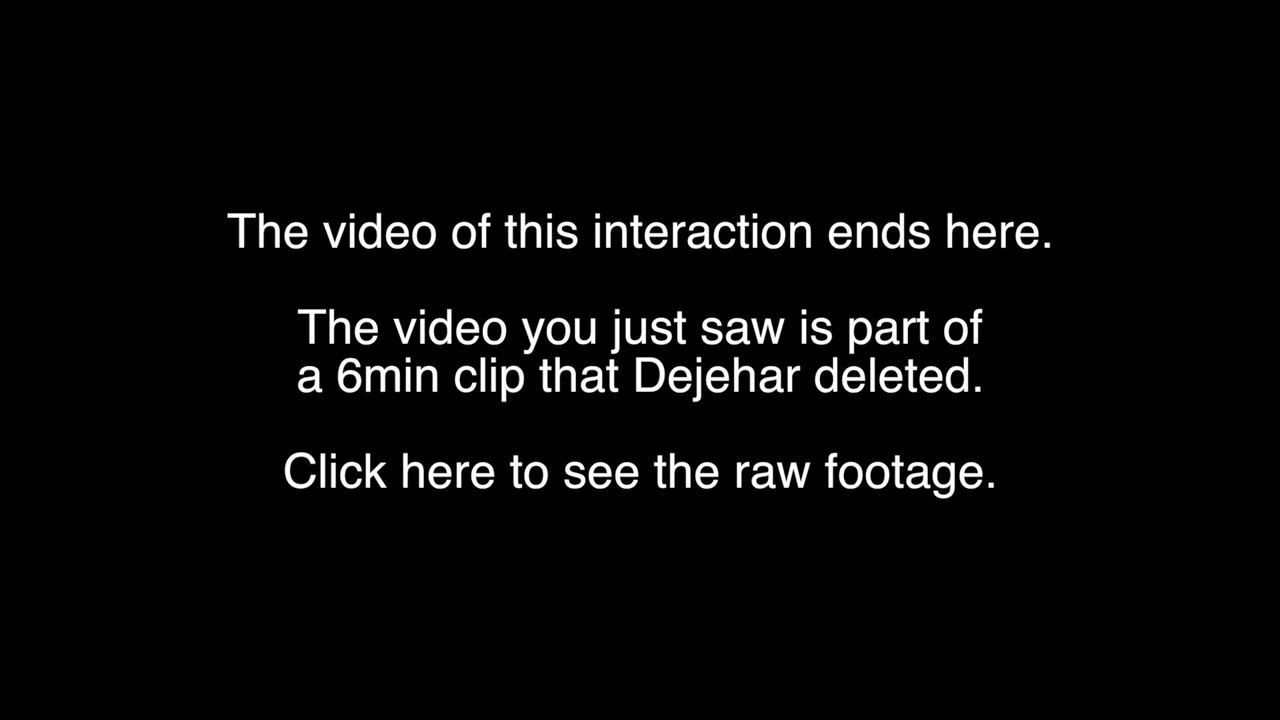 The video of this interaction ends here.
The video you just saw is part of
a 6min clip that Dejehar deleted.
Click here to see the raw footage.